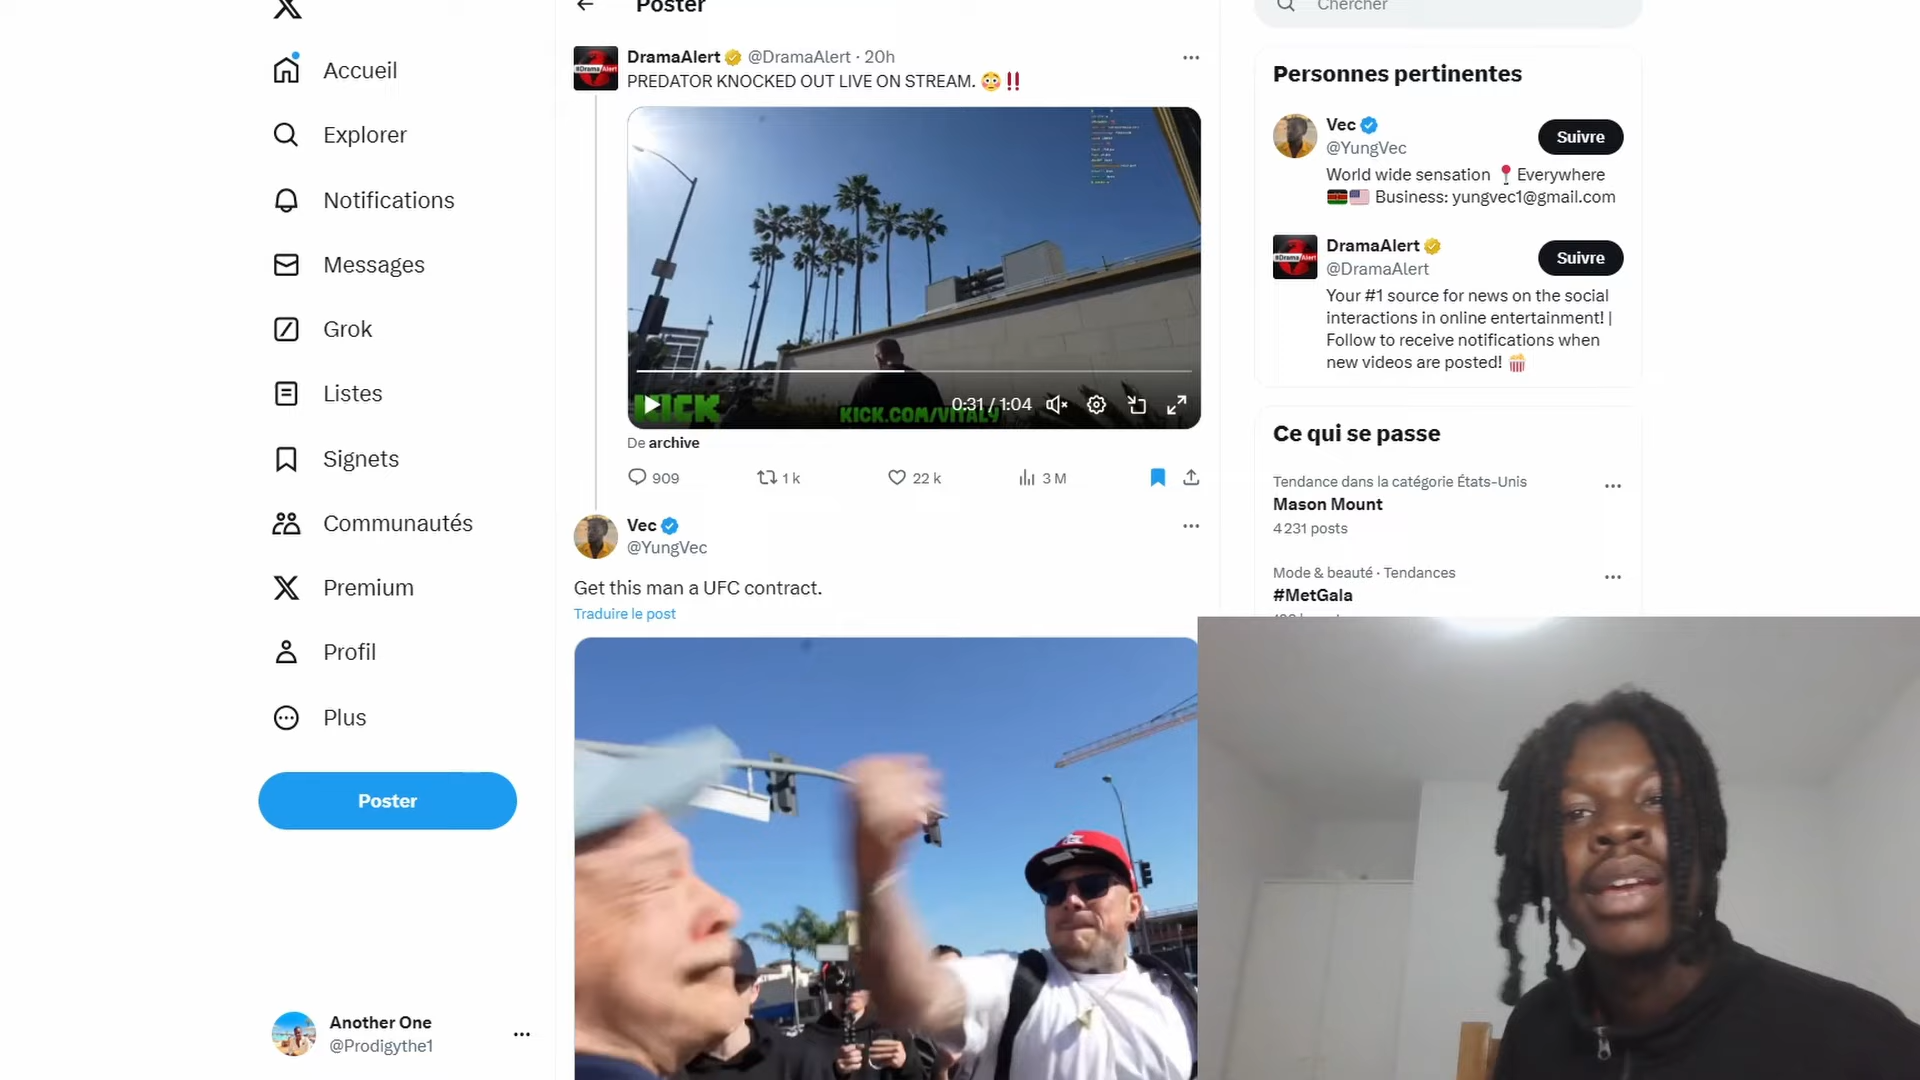 Accueil
Explorer
Notifications
Messages
Grok
Listes
Signets
Communautés
Premium
Profil
Plus
Poster
Another One
@Prodigythe1
Poster
DramaAlert @DramaAlert · 20h
PREDATOR KNOCKED OUT LIVE ON STREAM. 😳‼️
KICK
KICK.COM/VITALY
0:31 / 1:04
De archive
909
1 k
22 k
3 M
Vec
@YungVec
Get this man a UFC contract.
Traduire le post
Chercher
Personnes pertinentes
Vec
@YungVec
Suivre
World wide sensation 📍Everywhere
🇰🇪🇺🇸 Business: yungvec1@gmail.com
DramaAlert
@DramaAlert
Suivre
Your #1 source for news on the social
interactions in online entertainment! |
Follow to receive notifications when
new videos are posted! 🍿
Ce qui se passe
Tendance dans la catégorie États-Unis
Mason Mount
4 231 posts
Mode & beauté · Tendances
#MetGala